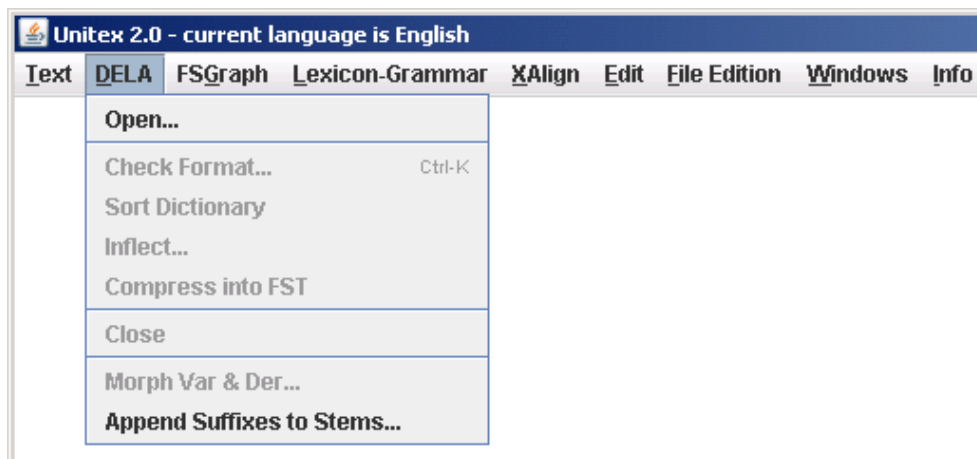 Unitex 2.0 - current language is English
Text DELA FSGraph Lexicon-Grammar XAlign Edit File Edition Windows Info
Open...
Check Format... Ctrl-K
Sort Dictionary
Inflect...
Compress into FST
Close
Morph Var & Der...
Append Suffixes to Stems...